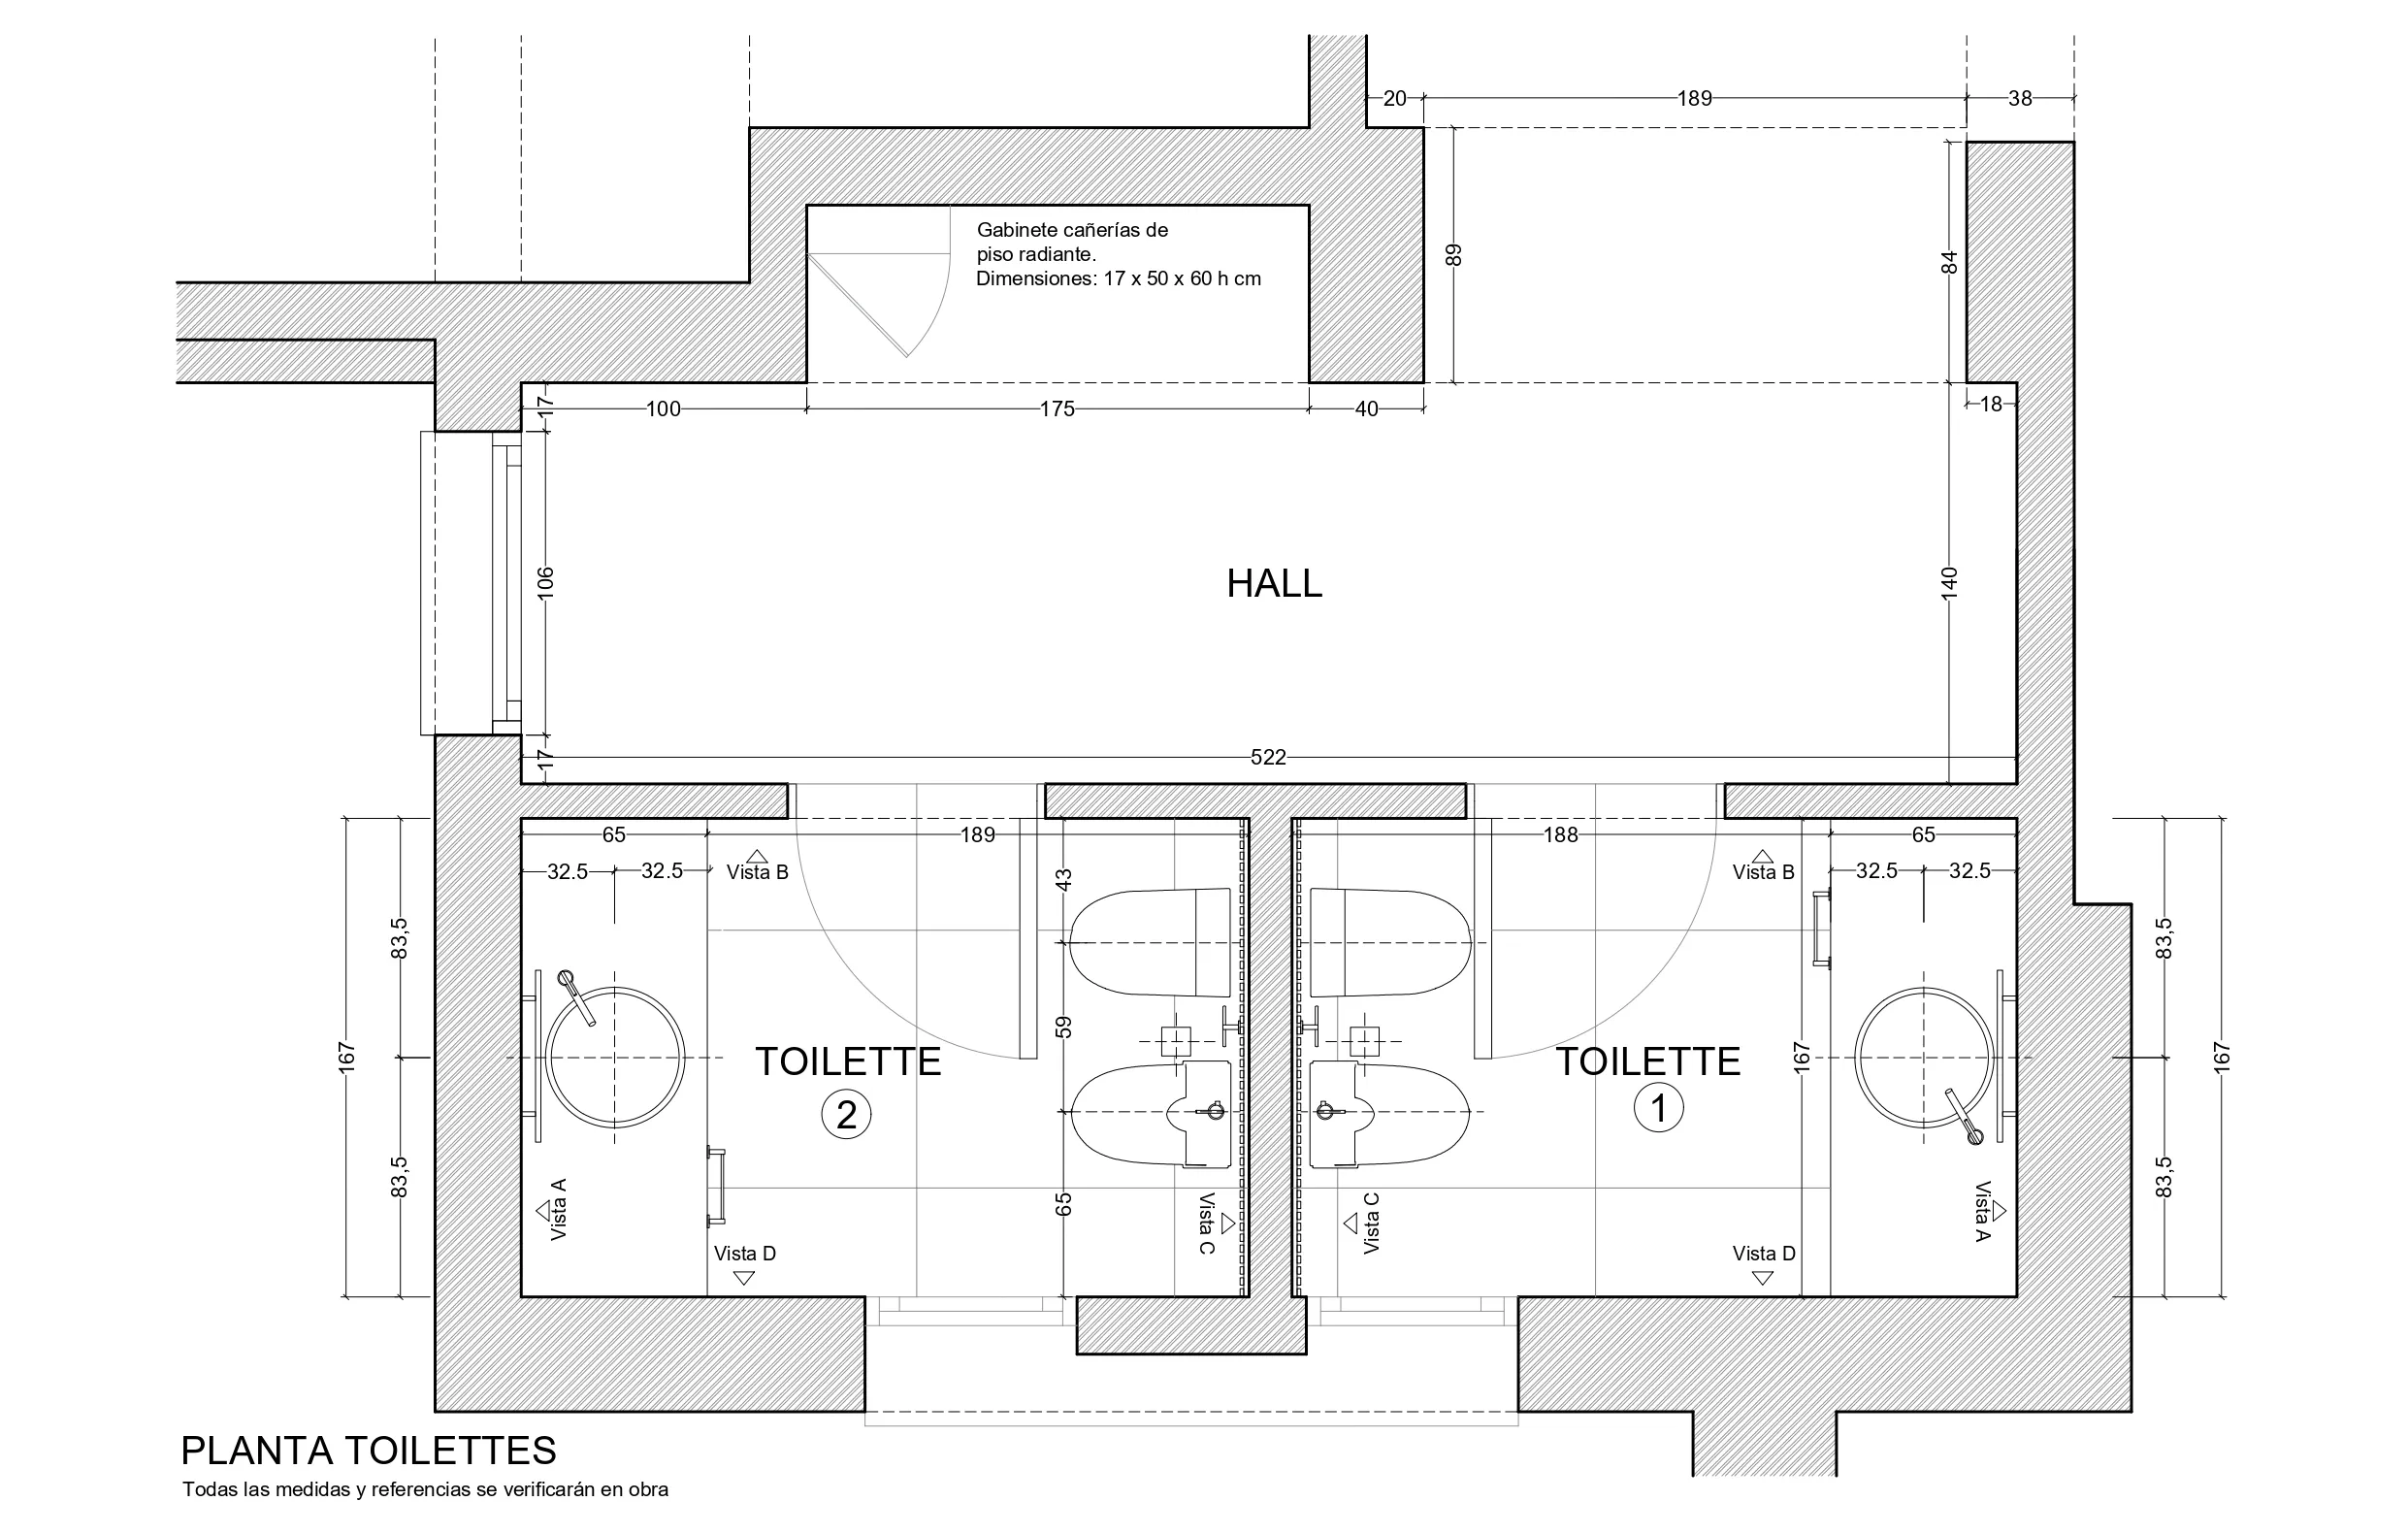 20 189 38
Gabinete cañerías de
piso radiante.
Dimensiones: 17 x 50 x 60 h cm
89
84
17
100 175 40
18
106
HALL
140
17
522
65 189 188 65
Vista B
Vista B
32.5 32.5
32.5 32.5
43
83,5
83,5
59
167
167
167
TOILETTE
2
TOILETTE
1
83,5
83,5
65
Vista A
Vista C
Vista C
Vista A
Vista D
Vista D
PLANTA TOILETTES
Todas las medidas y referencias se verificarán en obra